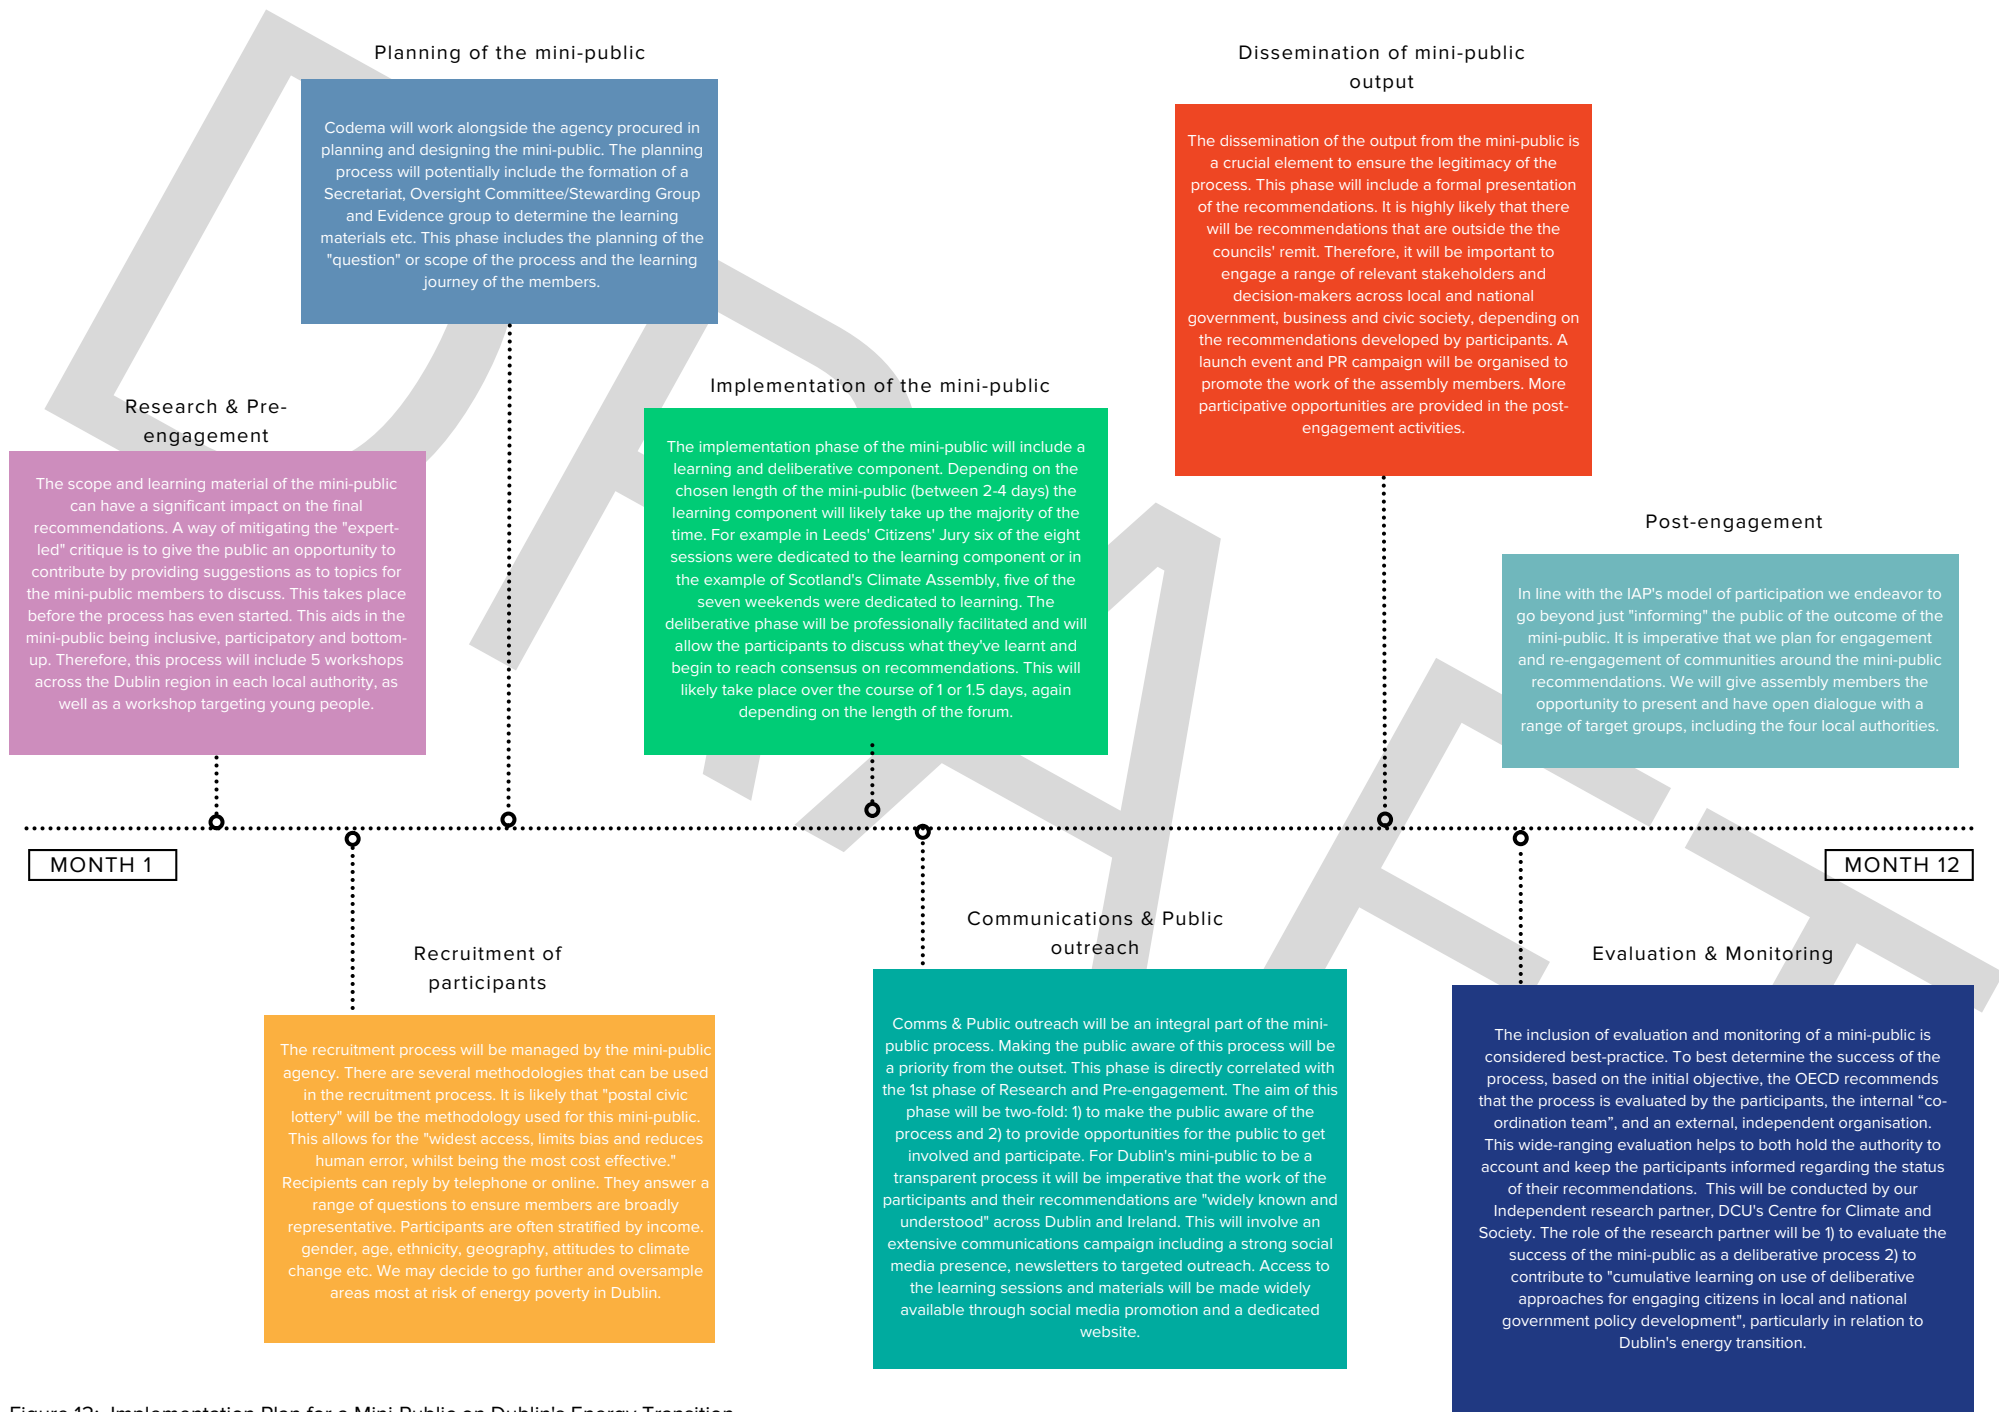 Planning of the mini-public
Codema will work alongside the agency procured in
planning and designing the mini-public. The planning
process will potentially include the formation of a
Secretariat, Oversight Committee/Stewarding Group
and Evidence group to determine the learning
materials etc. This phase includes the planning of the
"question" or scope of the process and the learning
journey of the members.
Dissemination of mini-public
output
The dissemination of the output from the mini-public is
a crucial element to ensure the legitimacy of the
process. This phase will include a formal presentation
of the recommendations. It is highly likely that there
will be recommendations that are outside the the
councils' remit. Therefore, it will be important to
engage a range of relevant stakeholders and
decision-makers across local and national
government, business and civic society, depending on
the recommendations developed by participants. A
launch event and PR campaign will be organised to
promote the work of the assembly members. More
participative opportunities are provided in the post-
engagement activities.
Research & Pre-
engagement
The scope and learning material of the mini-public
can have a significant impact on the final
recommendations. A way of mitigating the "expert-
led" critique is to give the public an opportunity to
contribute by providing suggestions as to topics for
the mini-public members to discuss. This takes place
before the process has even started. This aids in the
mini-public being inclusive, participatory and bottom-
up. Therefore, this process will include 5 workshops
across the Dublin region in each local authority, as
well as a workshop targeting young people.
Implementation of the mini-public
The implementation phase of the mini-public will include a
learning and deliberative component. Depending on the
chosen length of the mini-public (between 2-4 days) the
learning component will likely take up the majority of the
time. For example in Leeds' Citizens' Jury six of the eight
sessions were dedicated to the learning component or in
the example of Scotland's Climate Assembly, five of the
seven weekends were dedicated to learning. The
deliberative phase will be professionally facilitated and will
allow the participants to discuss what they've learnt and
begin to reach consensus on recommendations. This will
likely take place over the course of 1 or 1.5 days, again
depending on the length of the forum.
Post-engagement
In line with the IAP's model of participation we endeavor to
go beyond just "informing" the public of the outcome of the
mini-public. It is imperative that we plan for engagement
and re-engagement of communities around the mini-public
recommendations. We will give assembly members the
opportunity to present and have open dialogue with a
range of target groups, including the four local authorities.
MONTH 1
MONTH 12
Recruitment of
participants
The recruitment process will be managed by the mini-public
agency. There are several methodologies that can be used
in the recruitment process. It is likely that "postal civic
lottery" will be the methodology used for this mini-public.
This allows for the "widest access, limits bias and reduces
human error, whilst being the most cost effective."
Recipients can reply by telephone or online. They answer a
range of questions to ensure members are broadly
representative. Participants are often stratified by income.
gender, age, ethnicity, geography, attitudes to climate
change etc. We may decide to go further and oversample
areas most at risk of energy poverty in Dublin.
Communications & Public
outreach
Comms & Public outreach will be an integral part of the mini-
public process. Making the public aware of this process will be
a priority from the outset. This phase is directly correlated with
the 1st phase of Research and Pre-engagement. The aim of this
phase will be two-fold: 1) to make the public aware of the
process and 2) to provide opportunities for the public to get
involved and participate. For Dublin's mini-public to be a
transparent process it will be imperative that the work of the
participants and their recommendations are "widely known and
understood" across Dublin and Ireland. This will involve an
extensive communications campaign including a strong social
media presence, newsletters to targeted outreach. Access to
the learning sessions and materials will be made widely
available through social media promotion and a dedicated
website.
Evaluation & Monitoring
The inclusion of evaluation and monitoring of a mini-public is
considered best-practice. To best determine the success of the
process, based on the initial objective, the OECD recommends
that the process is evaluated by the participants, the internal “co-
ordination team”, and an external, independent organisation.
This wide-ranging evaluation helps to both hold the authority to
account and keep the participants informed regarding the status
of their recommendations. This will be conducted by our
Independent research partner, DCU's Centre for Climate and
Society. The role of the research partner will be 1) to evaluate the
success of the mini-public as a deliberative process 2) to
contribute to "cumulative learning on use of deliberative
approaches for engaging citizens in local and national
government policy development", particularly in relation to
Dublin's energy transition.
Figure 12: Implementation Plan for a Mini-Public on Dublin's Energy Transition
DRAFT